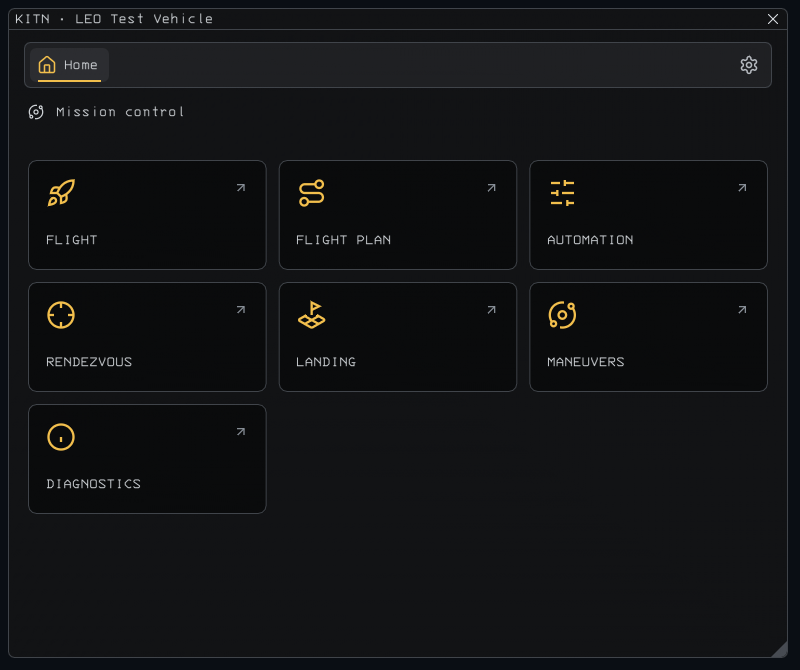 KITN · LEO Test Vehicle
Home
Mission control
FLIGHT
FLIGHT PLAN
AUTOMATION
RENDEZVOUS
LANDING
MANEUVERS
DIAGNOSTICS